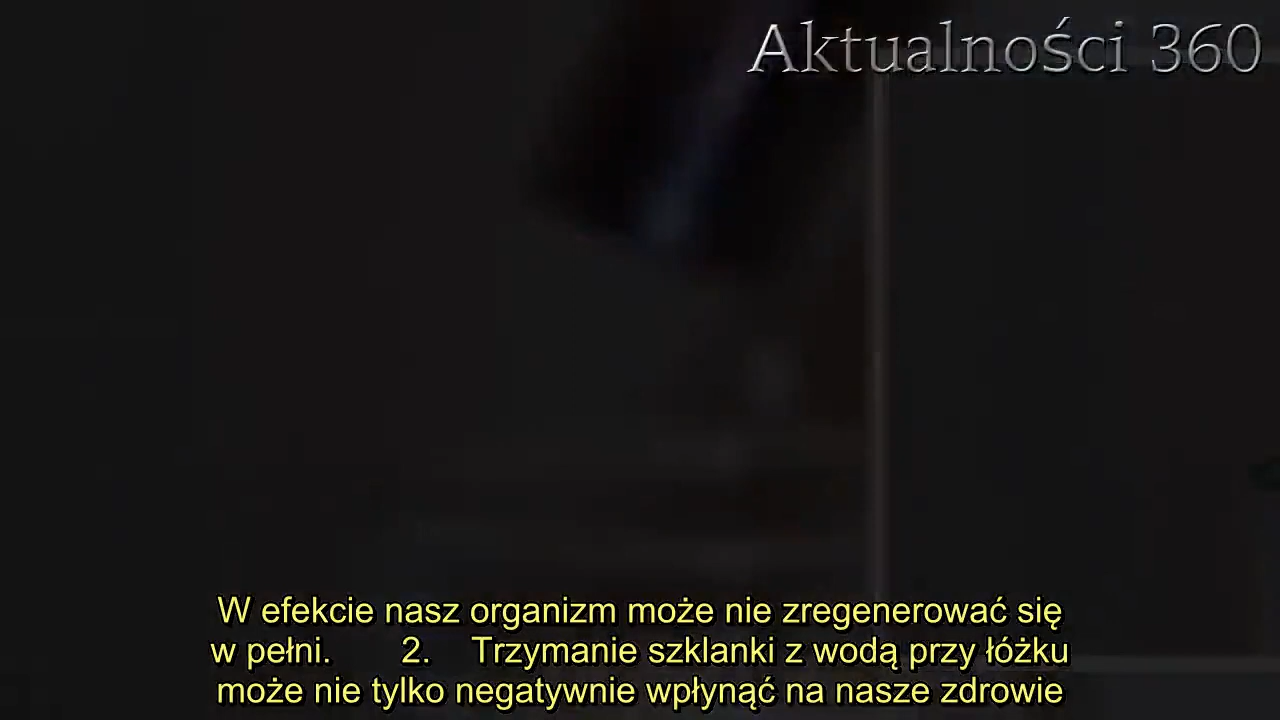 Aktualności 360
W efekcie nasz organizm może nie zregenerować się
w pełni. 2. Trzymanie szklanki z wodą przy łóżku
może nie tylko negatywnie wpłynąć na nasze zdrowie